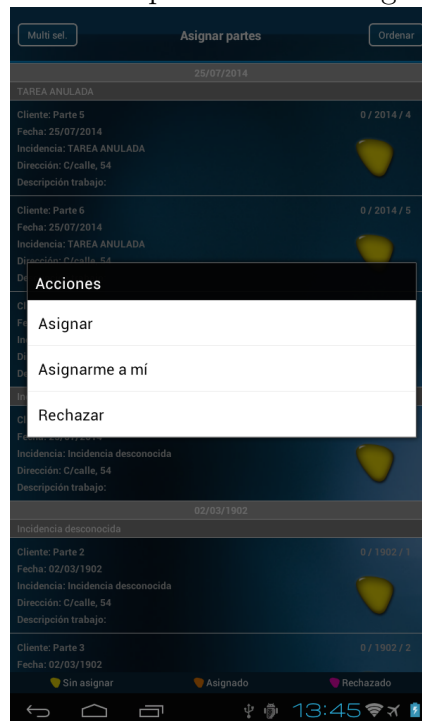 Multi sel.
Asignar partes
Ordenar
25/07/2014
TAREA ANULADA
Cliente: Parte 5
0 / 2014 / 4
Fecha: 25/07/2014
Incidencia: TAREA ANULADA
Dirección: C/calle, 54
Descripción trabajo:
Cliente: Parte 6
0 / 2014 / 5
Fecha: 25/07/2014
Incidencia: TAREA ANULADA
Dirección: C/calle, 54
Acciones
Asignar
Asignarme a mí
Rechazar
Incidencia: Incidencia desconocida
Dirección: C/calle, 54
Descripción trabajo:
02/03/1902
Incidencia desconocida
Cliente: Parte 2
0 / 1902 / 1
Fecha: 02/03/1902
Incidencia: Incidencia desconocida
Dirección: C/calle, 54
Descripción trabajo:
Cliente: Parte 3
0 / 1902 / 2
Fecha: 02/03/1902
Sin asignar
Asignado
Rechazado
13:45